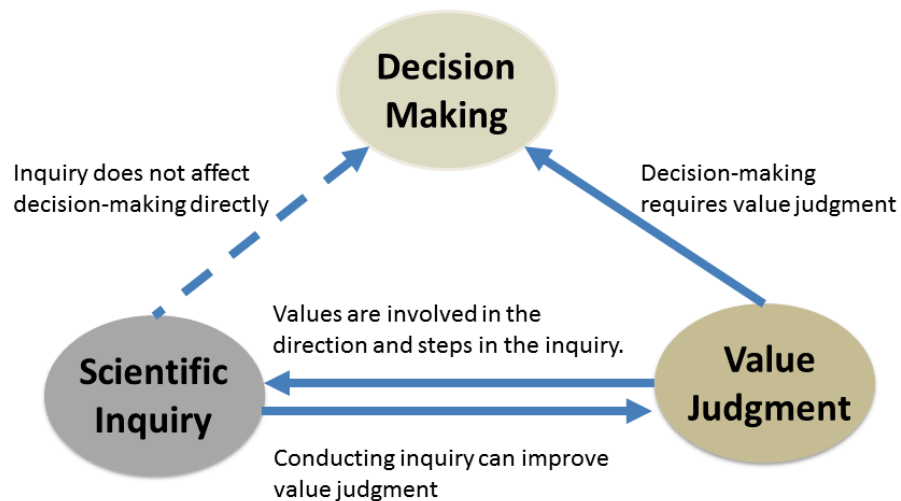 Decision
Making
Inquiry does not affect
decision-making directly
Decision-making
requires value judgment
Values are involved in the
direction and steps in the inquiry.
Scientific
Inquiry
Value
Judgment
Conducting inquiry can improve
value judgment